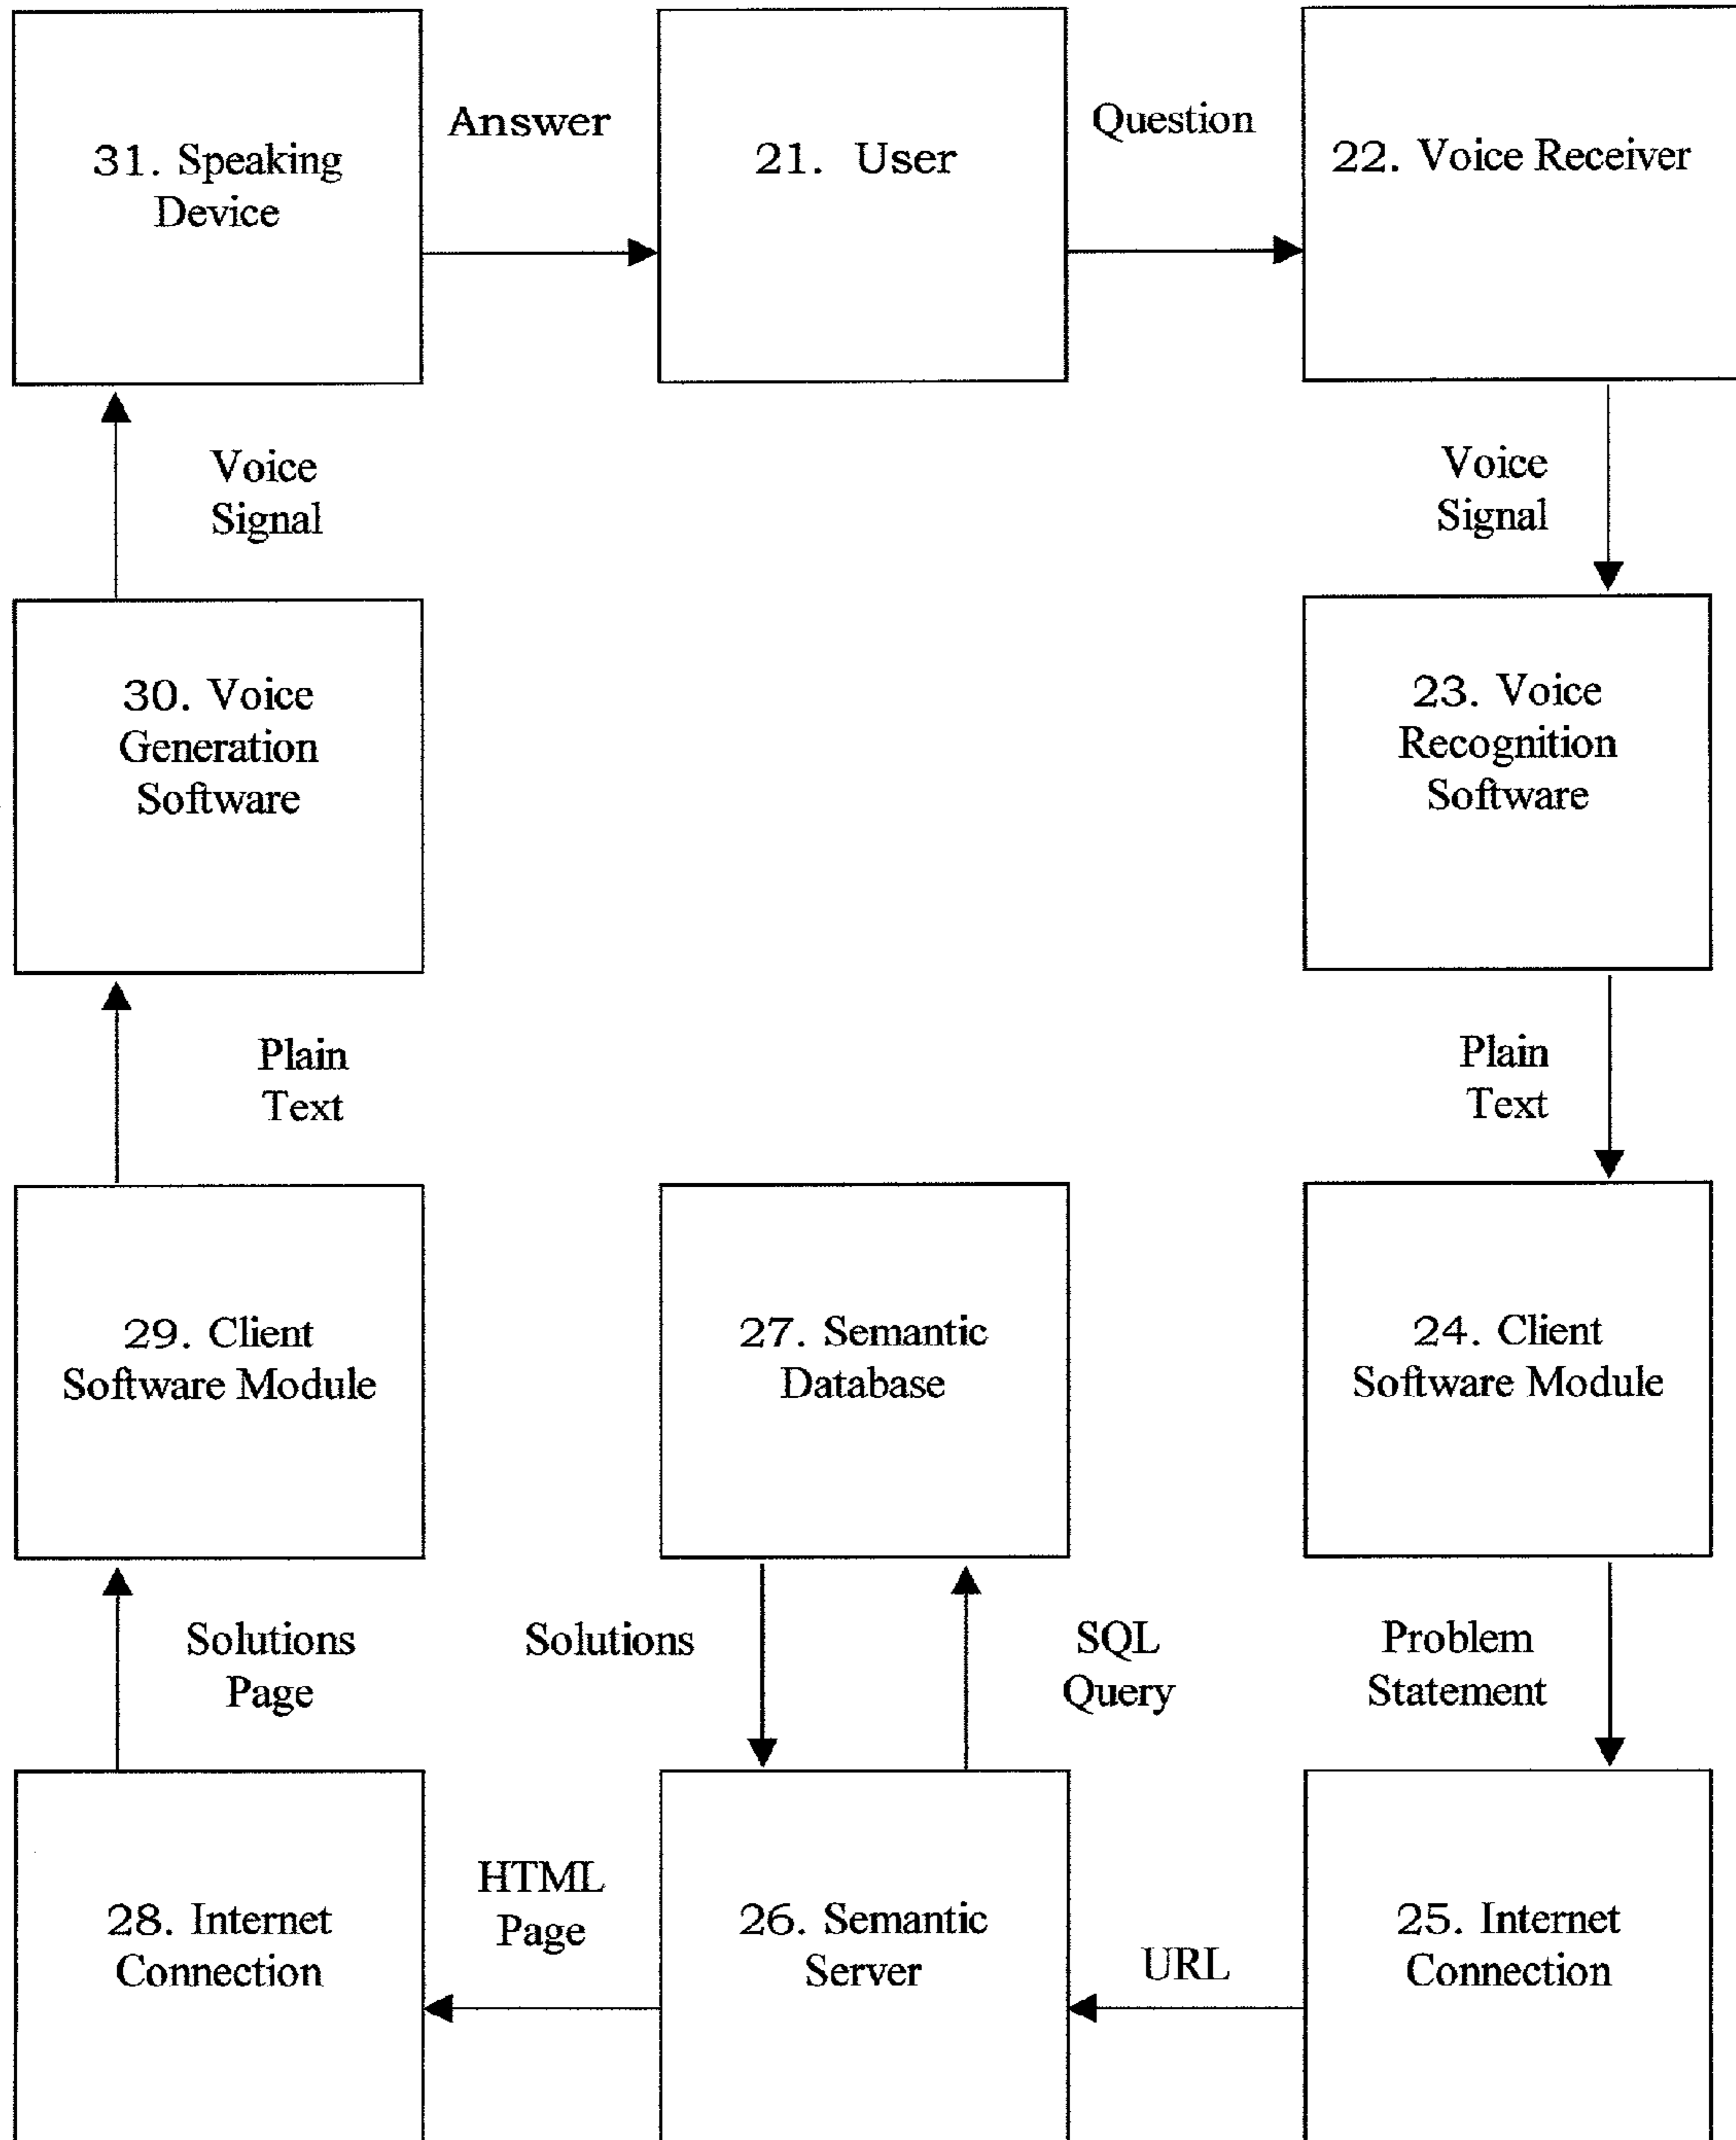 31. Speaking
Device
Answer
21. User
Question
22. Voice Receiver
Voice
Signal
Voice
Signal
30. Voice
Generation
Software
23. Voice
Recognition
Software
Plain
Text
Plain
Text
29. Client
Software Module
27. Semantic
Database
24. Client
Software Module
Solutions
Page
Solutions
SQL
Query
Problem
Statement
28. Internet
Connection
HTML
Page
26. Semantic
Server
URL
25. Internet
Connection